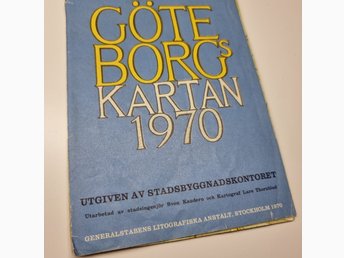 GÖTE
BORGS
KARTAN
1970
UTGIVEN AV STADSBYGGNADSKONTORET
Utarbetad av stadsingenjör Sven Kandero och Kartograf Lars Thorsblad
GENERALSTABENS LITOGRAFISKA ANSTALT, STOCKHOLM 1970